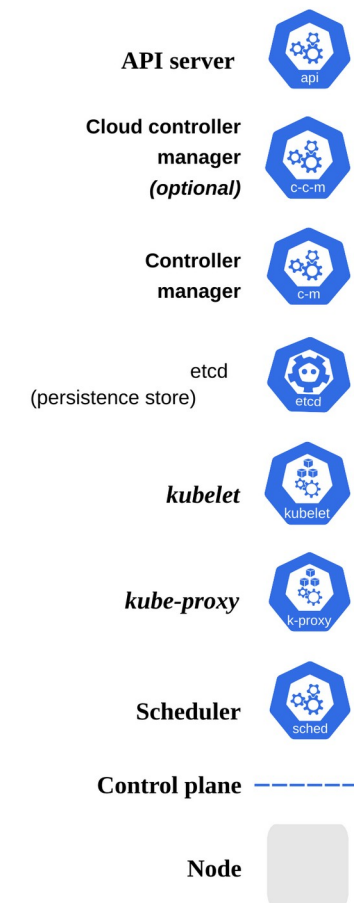 API server
api
Cloud controller
manager
(optional)
c-c-m
Controller
manager
c-m
etcd
(persistence store)
etcd
kubelet
kubelet
kube-proxy
k-proxy
Scheduler
sched
Control plane
Node